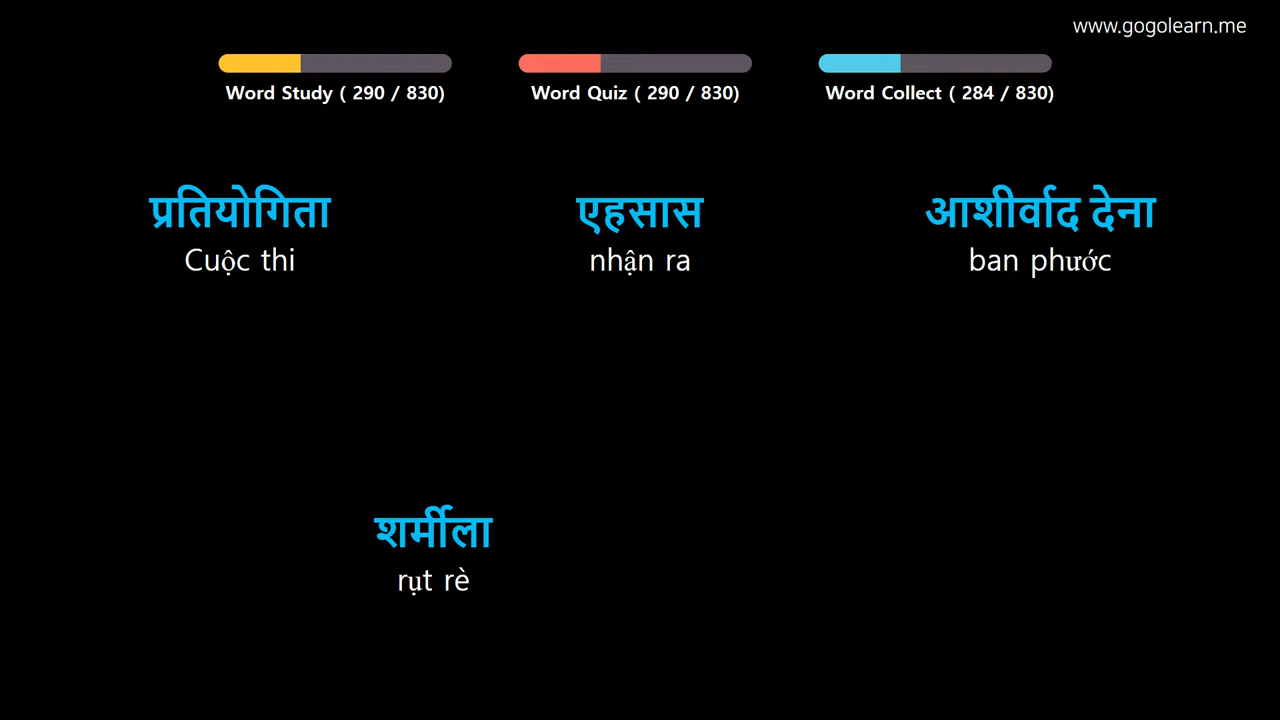 www.gogolearn.me
Word Study ( 290 / 830)
Word Quiz ( 290 / 830)
Word Collect ( 284 / 830)
प्रतियोगिता
Cuộc thi
एहसास
nhận ra
आशीर्वाद देना
ban phước
शर्मीला
rụt rè